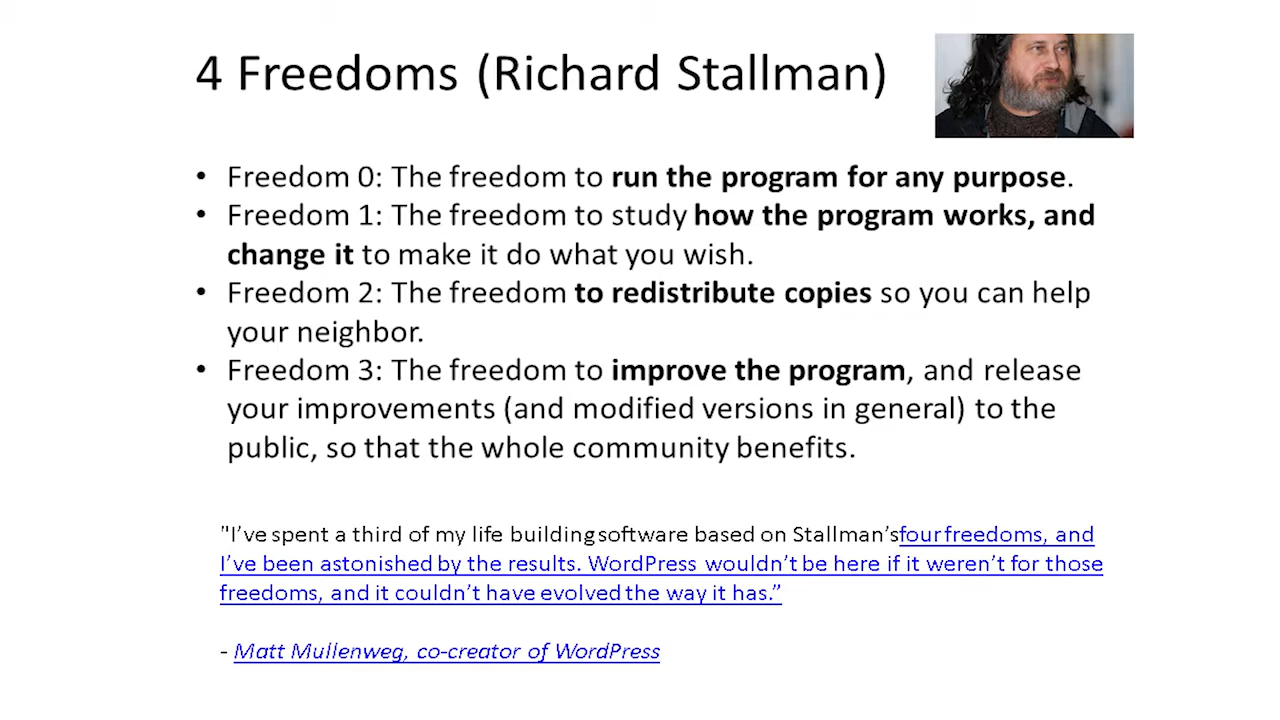 4 Freedoms (Richard Stallman)
• Freedom 0: The freedom to run the program for any purpose.
• Freedom 1: The freedom to study how the program works, and
change it to make it do what you wish.
• Freedom 2: The freedom to redistribute copies so you can help
your neighbor.
• Freedom 3: The freedom to improve the program, and release
your improvements (and modified versions in general) to the
public, so that the whole community benefits.
"I’ve spent a third of my life building software based on Stallman’s four freedoms, and
I’ve been astonished by the results. WordPress wouldn’t be here if it weren’t for those
freedoms, and it couldn’t have evolved the way it has.”
- Matt Mullenweg, co-creator of WordPress